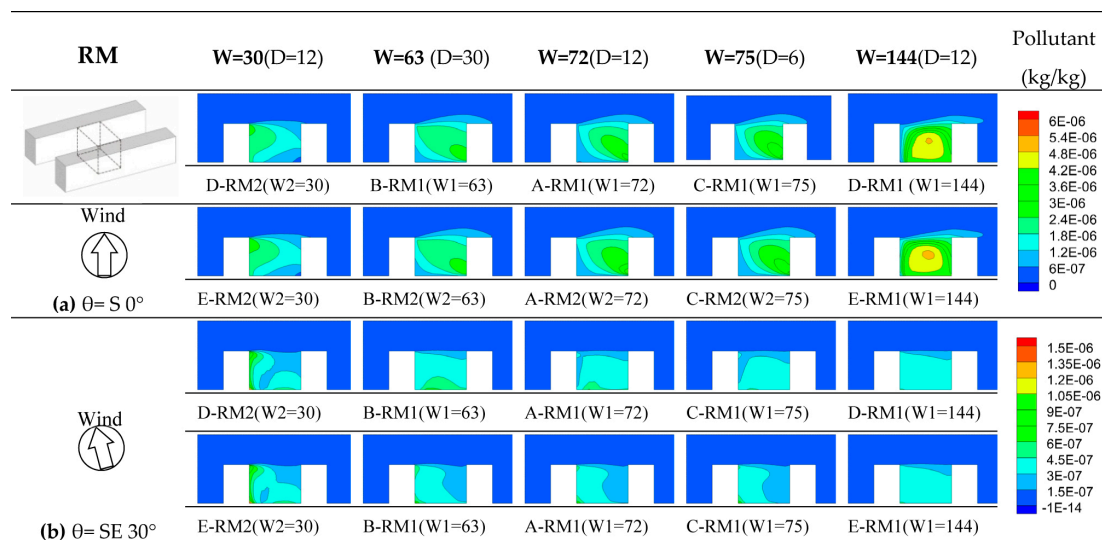 RM W=30(D=12) W=63 (D=30) W=72(D=12) W=75(D=6) W=144(D=12) Pollutant
(kg/kg)
D-RM2(W2=30) B-RM1(W1=63) A-RM1(W1=72) C-RM1(W1=75) D-RM1 (W1=144)
6E-06
5.4E-06
4.8E-06
4.2E-06
3.6E-06
3E-06
2.4E-06
1.8E-06
1.2E-06
6E-07
0
Wind
E-RM2(W2=30) B-RM2(W2=63) A-RM2(W2=72) C-RM2(W2=75) E-RM1(W1=144)
(a) θ= S 0°
D-RM2(W2=30) B-RM1(W1=63) A-RM1(W1=72) C-RM1(W1=75) D-RM1(W1=144)
1.5E-06
1.35E-06
1.2E-06
1.05E-06
9E-07
7.5E-07
6E-07
4.5E-07
3E-07
1.5E-07
-1E-14
Wind
E-RM2(W2=30) B-RM1(W1=63) A-RM1(W1=72) C-RM1(W1=75) E-RM1(W1=144)
(b) θ= SE 30°